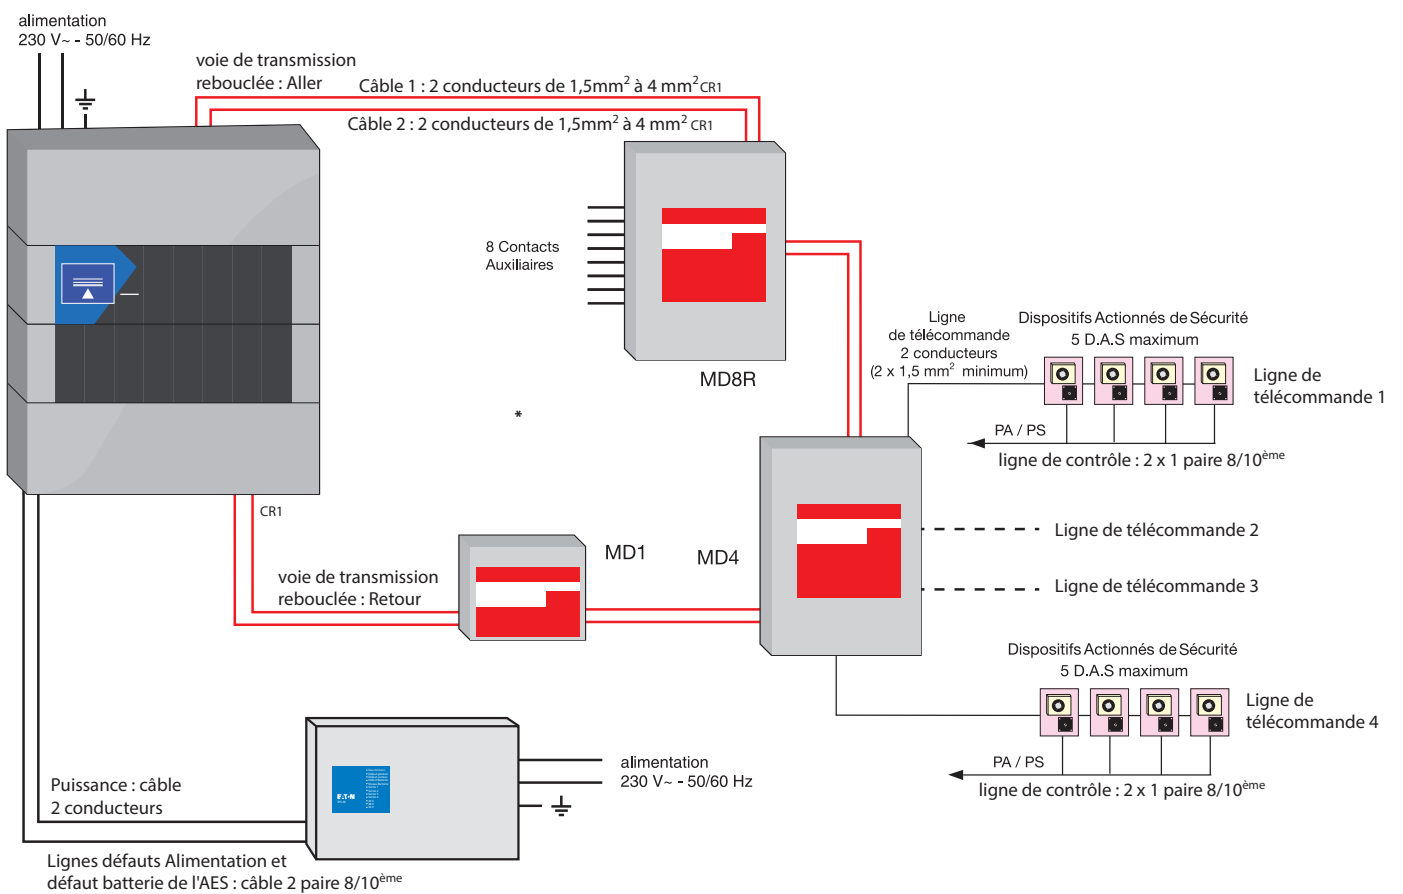 alimentation
230 V~ - 50/60 Hz
voie de transmission
rebouclée : Aller
Câble 1 : 2 conducteurs de 1,5mm² à 4 mm² CR1
Câble 2 : 2 conducteurs de 1,5mm² à 4 mm² CR1
8 Contacts
Auxiliaires
MD8R
*
Ligne
de télécommande
2 conducteurs
(2 x 1,5 mm² minimum)
Dispositifs Actionnés de Sécurité
5 D.A.S maximum
Ligne de
télécommande 1
PA / PS
ligne de contrôle : 2 x 1 paire 8/10ème
CR1
MD1
MD4
Ligne de télécommande 2
Ligne de télécommande 3
voie de transmission
rebouclée : Retour
Dispositifs Actionnés de Sécurité
5 D.A.S maximum
Ligne de
télécommande 4
PA / PS
ligne de contrôle : 2 x 1 paire 8/10ème
alimentation
230 V~ - 50/60 Hz
Puissance : câble
2 conducteurs
EATON
Lignes défauts Alimentation et
défaut batterie de l'AES : câble 2 paire 8/10ème